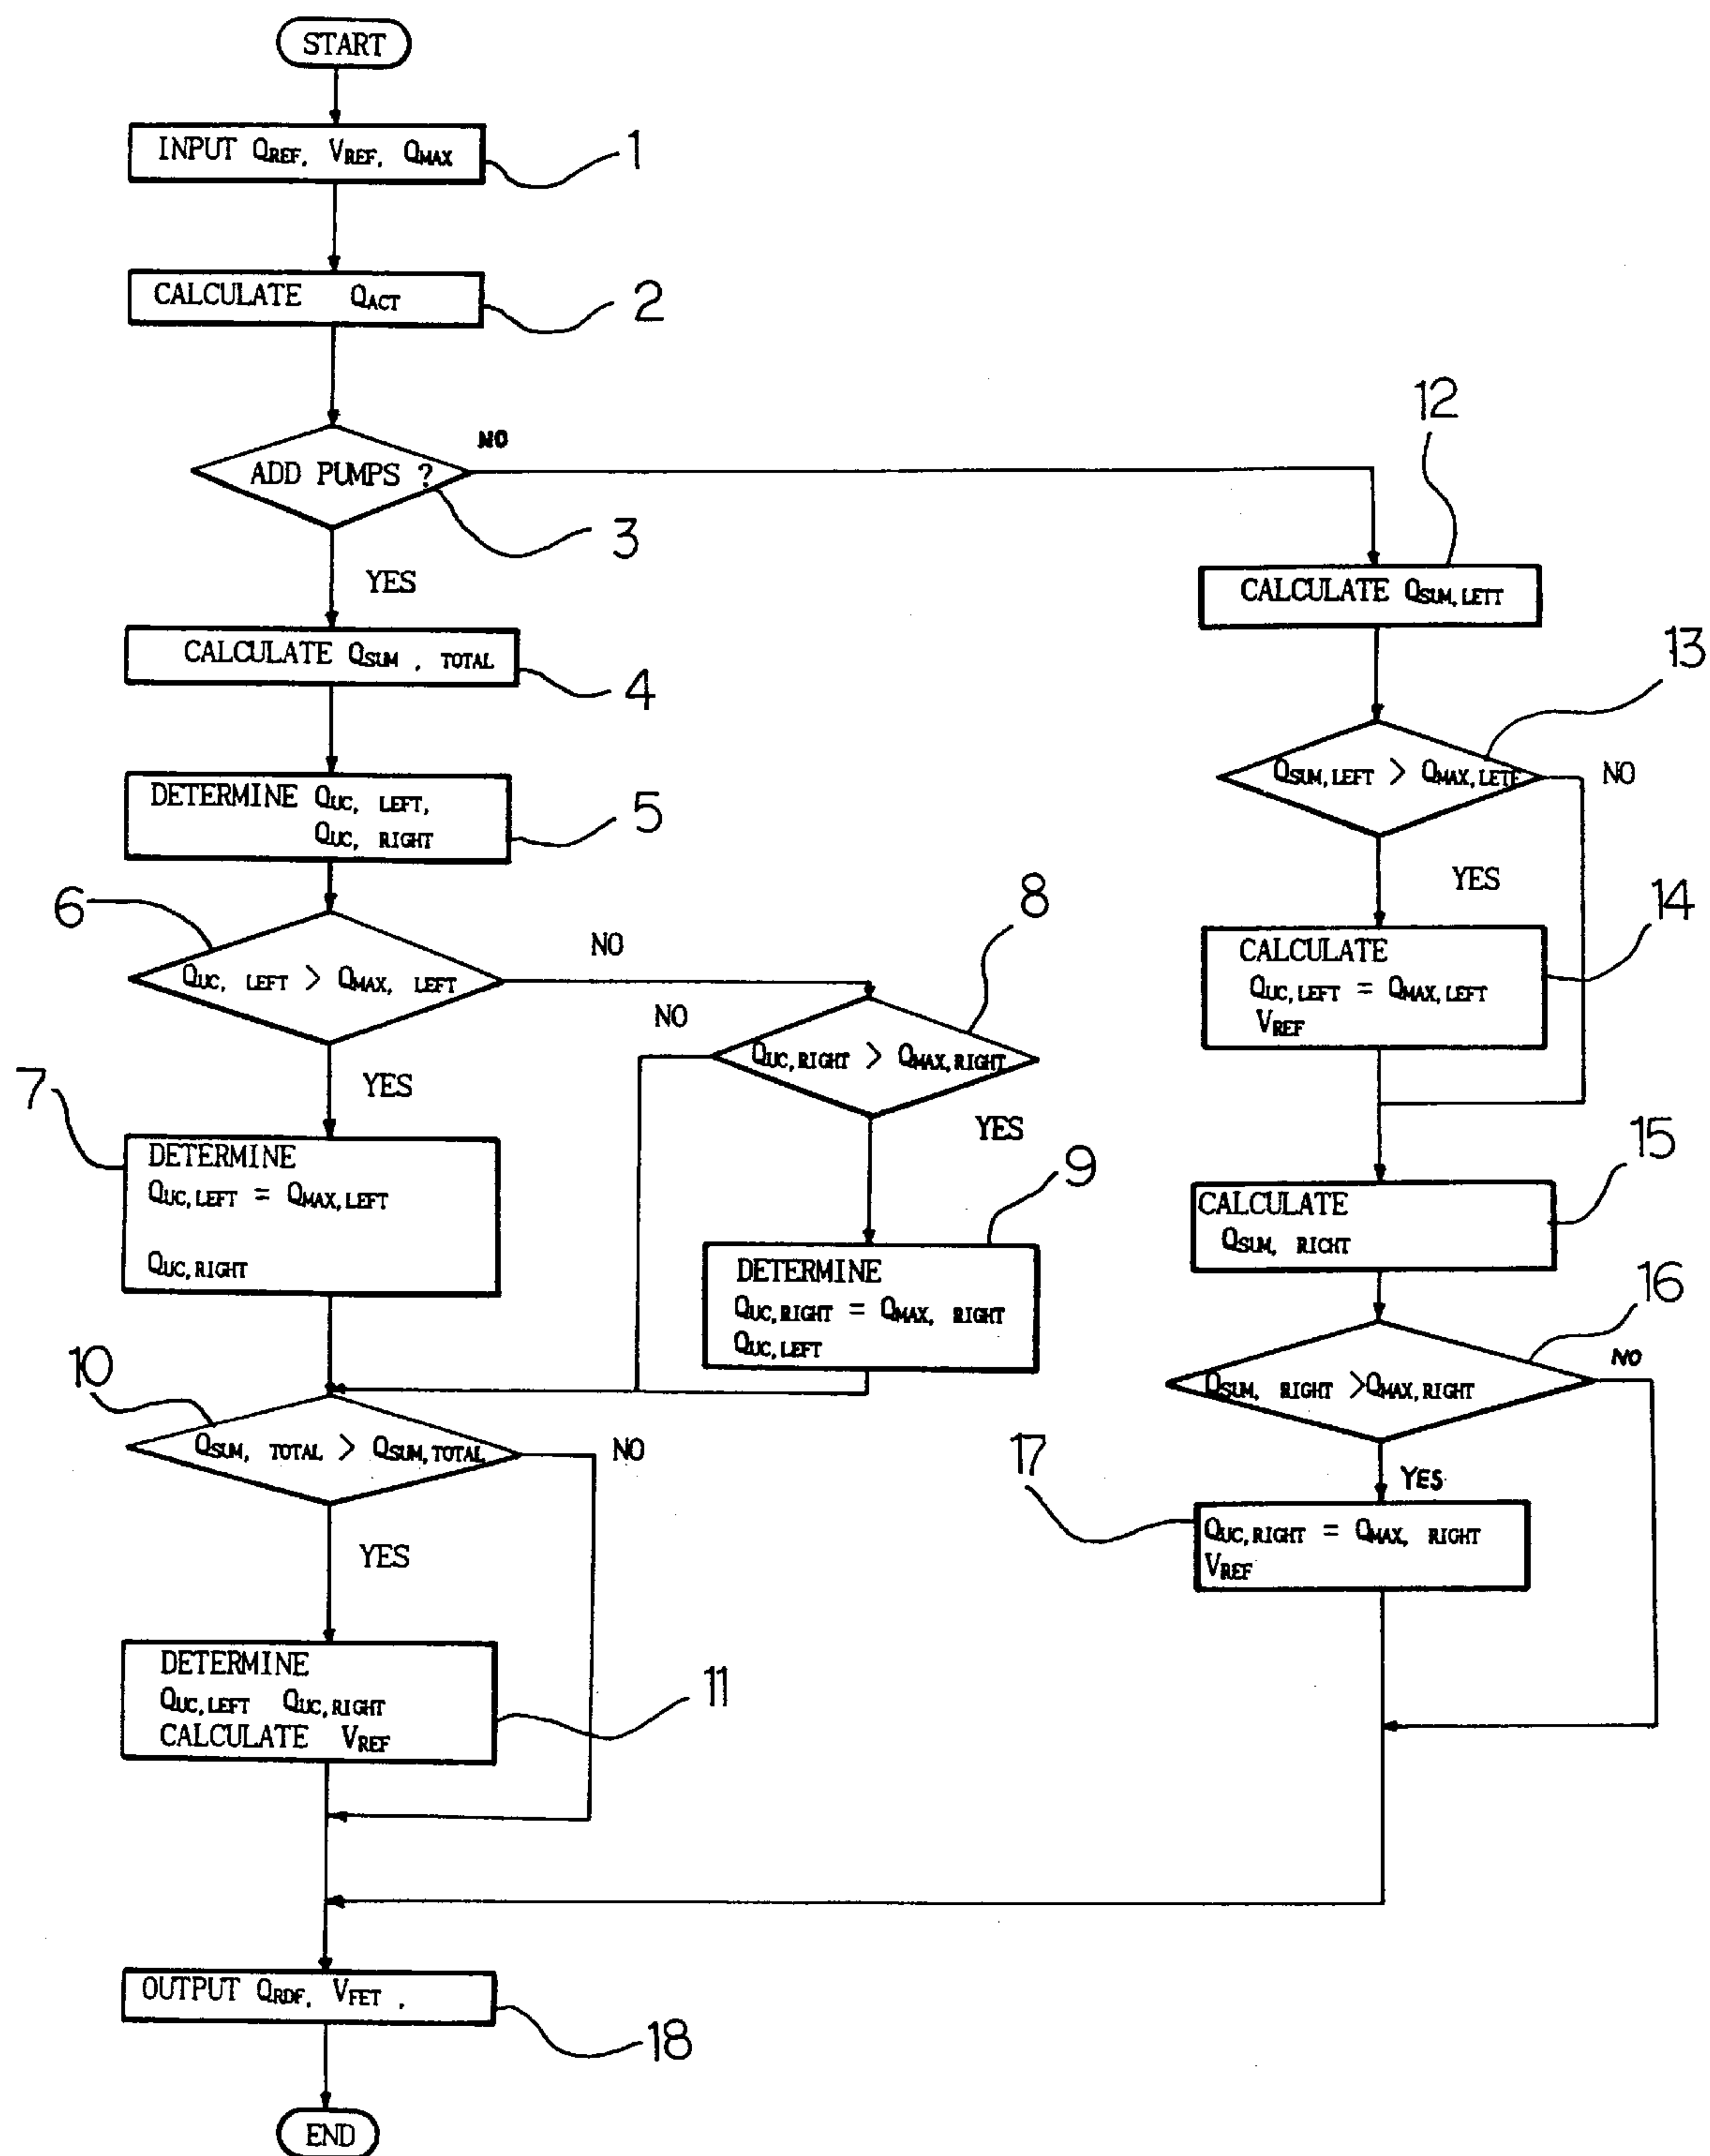 START
INPUT QREF, VREF, QMAX
1
CALCULATE QACT
2
ADD PUMPS ?
NO
3
YES
CALCULATE QSUM , TOTAL
4
DETERMINE QUC, LEFT,
QUC, RIGHT
5
6
QUC, LEFT > QMAX, LEFT
NO
YES
7
DETERMINE
QUC,LEFT = QMAX,LEFT
QUC,RIGHT
8
NO
QUC,RIGHT > QMAX,RIGHT
YES
9
DETERMINE
QUC,RIGHT = QMAX, RIGHT
QUC,LEFT
10
QSUM, TOTAL > QSUM,TOTAL
NO
YES
DETERMINE
QUC,LEFT QUC,RIGHT
CALCULATE VREF
11
12
CALCULATE QSUM,LETT
13
QSUM,LEFT > QMAX,LETF
NO
YES
14
CALCULATE
QUC,LEFT = QMAX,LEFT
VREF
15
CALCULATE
QSUM, RIGHT
16
QSUM, RIGHT >QMAX,RIGHT
NO
YES
17
QUC,RIGHT = QMAX, RIGHT
VREF
OUTPUT QRDF, VFET ,
18
END